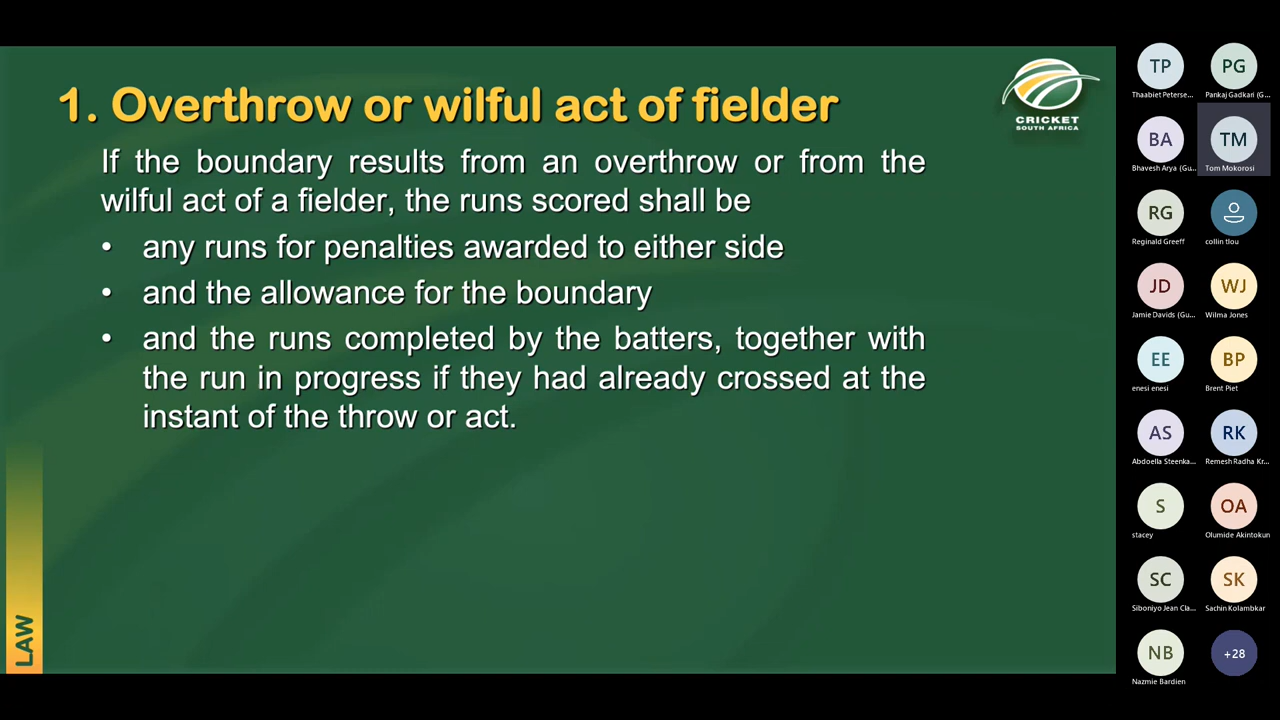 1. Overthrow or wilful act of fielder
CRICKET
SOUTH AFRICA
If the boundary results from an overthrow or from the
wilful act of a fielder, the runs scored shall be
• any runs for penalties awarded to either side
• and the allowance for the boundary
• and the runs completed by the batters, together with
the run in progress if they had already crossed at the
instant of the throw or act.
LAW
TP
Thaabiet Peterse...
PG
Pankaj Gadkari (G...
BA
Bhavesh Arya (Gu...
TM
Tom Mokorosi
RG
Reginald Greeff
collin tlou
JD
Jamie Davids (Gu...
WJ
Wilma Jones
EE
enesi enesi
BP
Brent Piet
AS
Abdoella Steenka...
RK
Remesh Radha Kr...
S
stacey
OA
Olumide Akintokun
SC
Siboniyo Jean Cla...
SK
Sachin Kolambkar
NB
Nazmie Bardien
+28